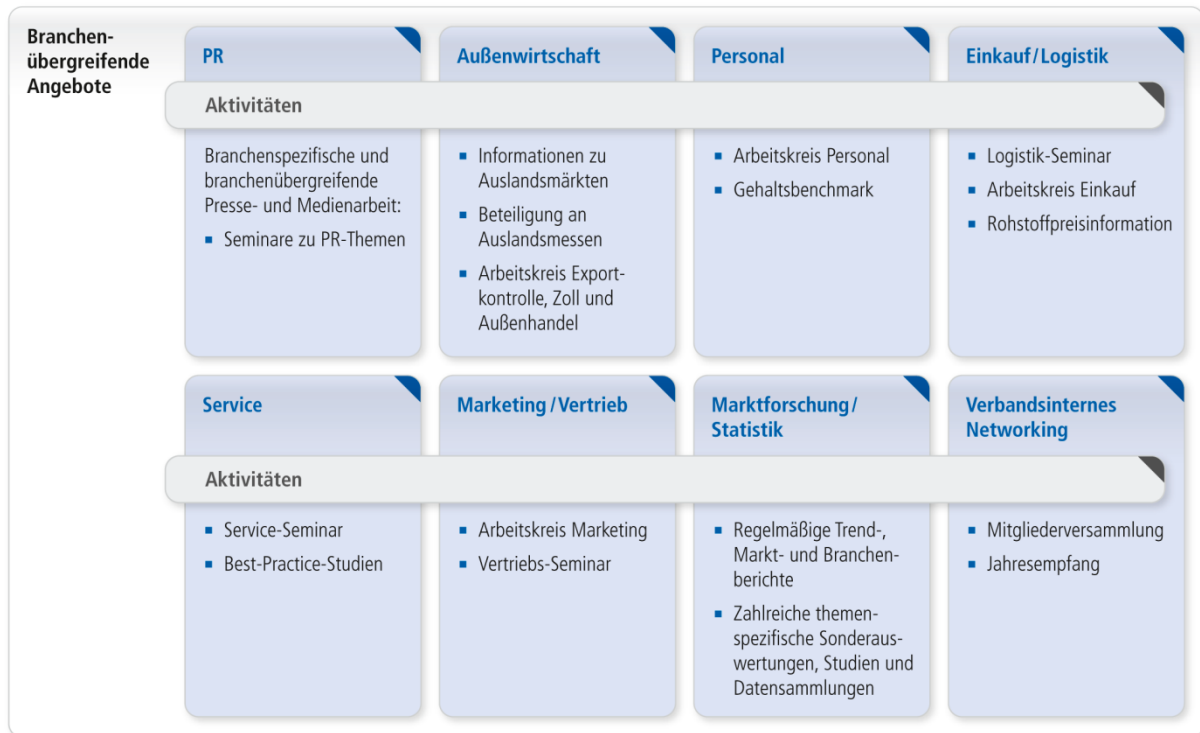 Branchen-
übergreifende
Angebote
PR
Außenwirtschaft
Personal
Einkauf/Logistik
Aktivitäten
Branchenspezifische und
branchenübergreifende
Presse- und Medienarbeit:
▪ Seminare zu PR-Themen
▪ Informationen zu
Auslandsmärkten
▪ Beteiligung an
Auslandsmessen
▪ Arbeitskreis Export-
kontrolle, Zoll und
Außenhandel
▪ Arbeitskreis Personal
▪ Gehaltsbenchmark
▪ Logistik-Seminar
▪ Arbeitskreis Einkauf
▪ Rohstoffpreisinformation
Service
Marketing/Vertrieb
Marktforschung/
Statistik
Verbandsinternes
Networking
Aktivitäten
▪ Service-Seminar
▪ Best-Practice-Studien
▪ Arbeitskreis Marketing
▪ Vertriebs-Seminar
▪ Regelmäßige Trend-,
Markt- und Branchen-
berichte
▪ Zahlreiche themen-
spezifische Sonderaus-
wertungen, Studien und
Datensammlungen
▪ Mitgliederversammlung
▪ Jahresempfang